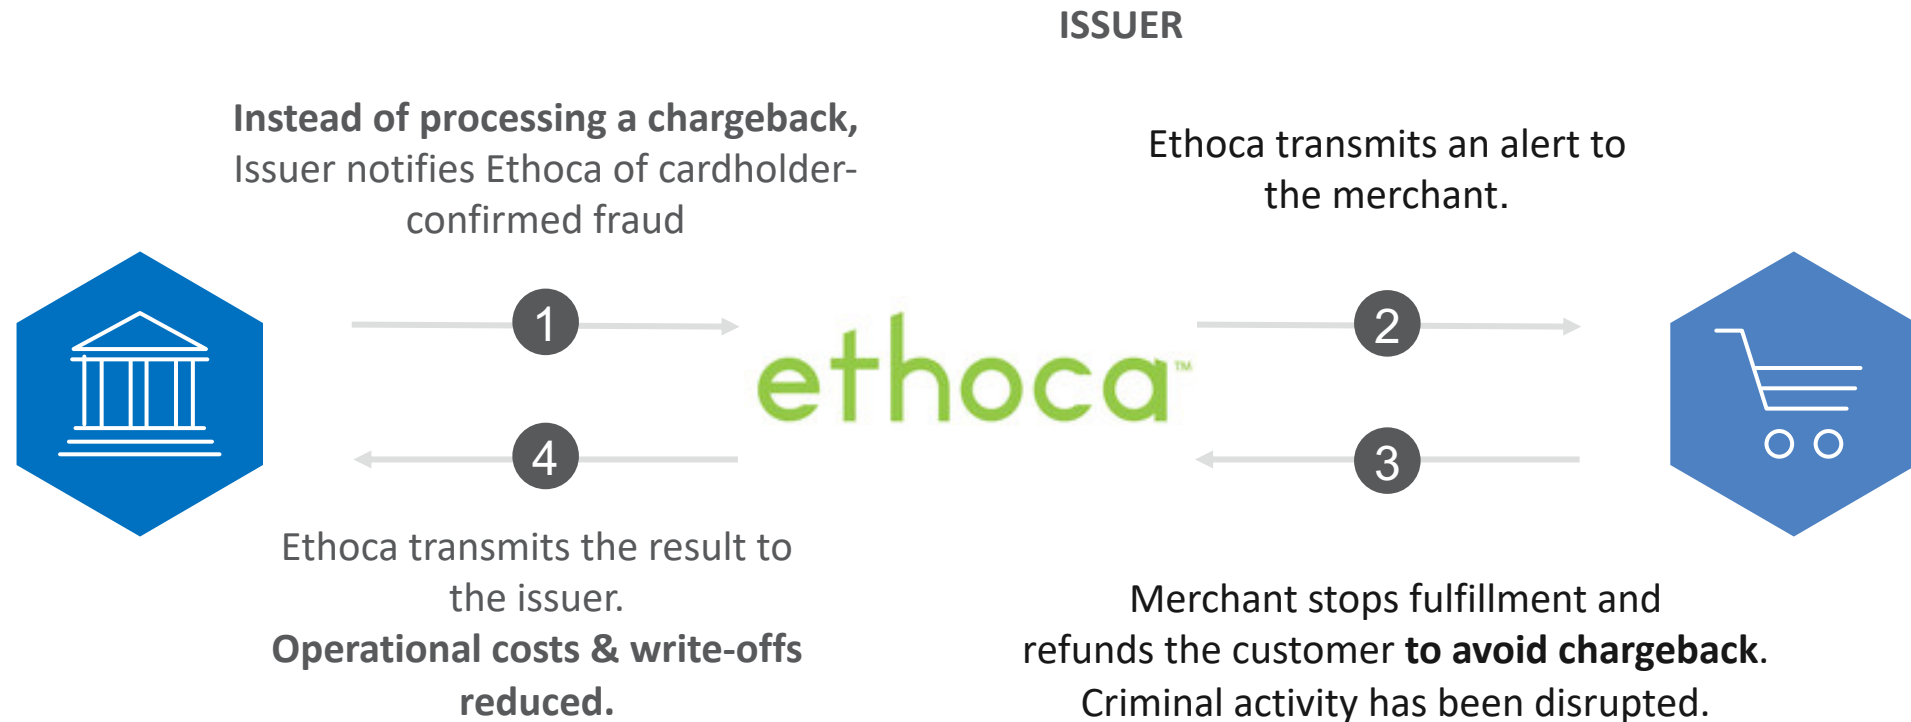 ISSUER
Instead of processing a chargeback,
Issuer notifies Ethoca of cardholder-
confirmed fraud
Ethoca transmits an alert to
the merchant.
1
2
ethoca™
4
3
Ethoca transmits the result to
the issuer.
Operational costs & write-offs
reduced.
Merchant stops fulfillment and
refunds the customer to avoid chargeback.
Criminal activity has been disrupted.